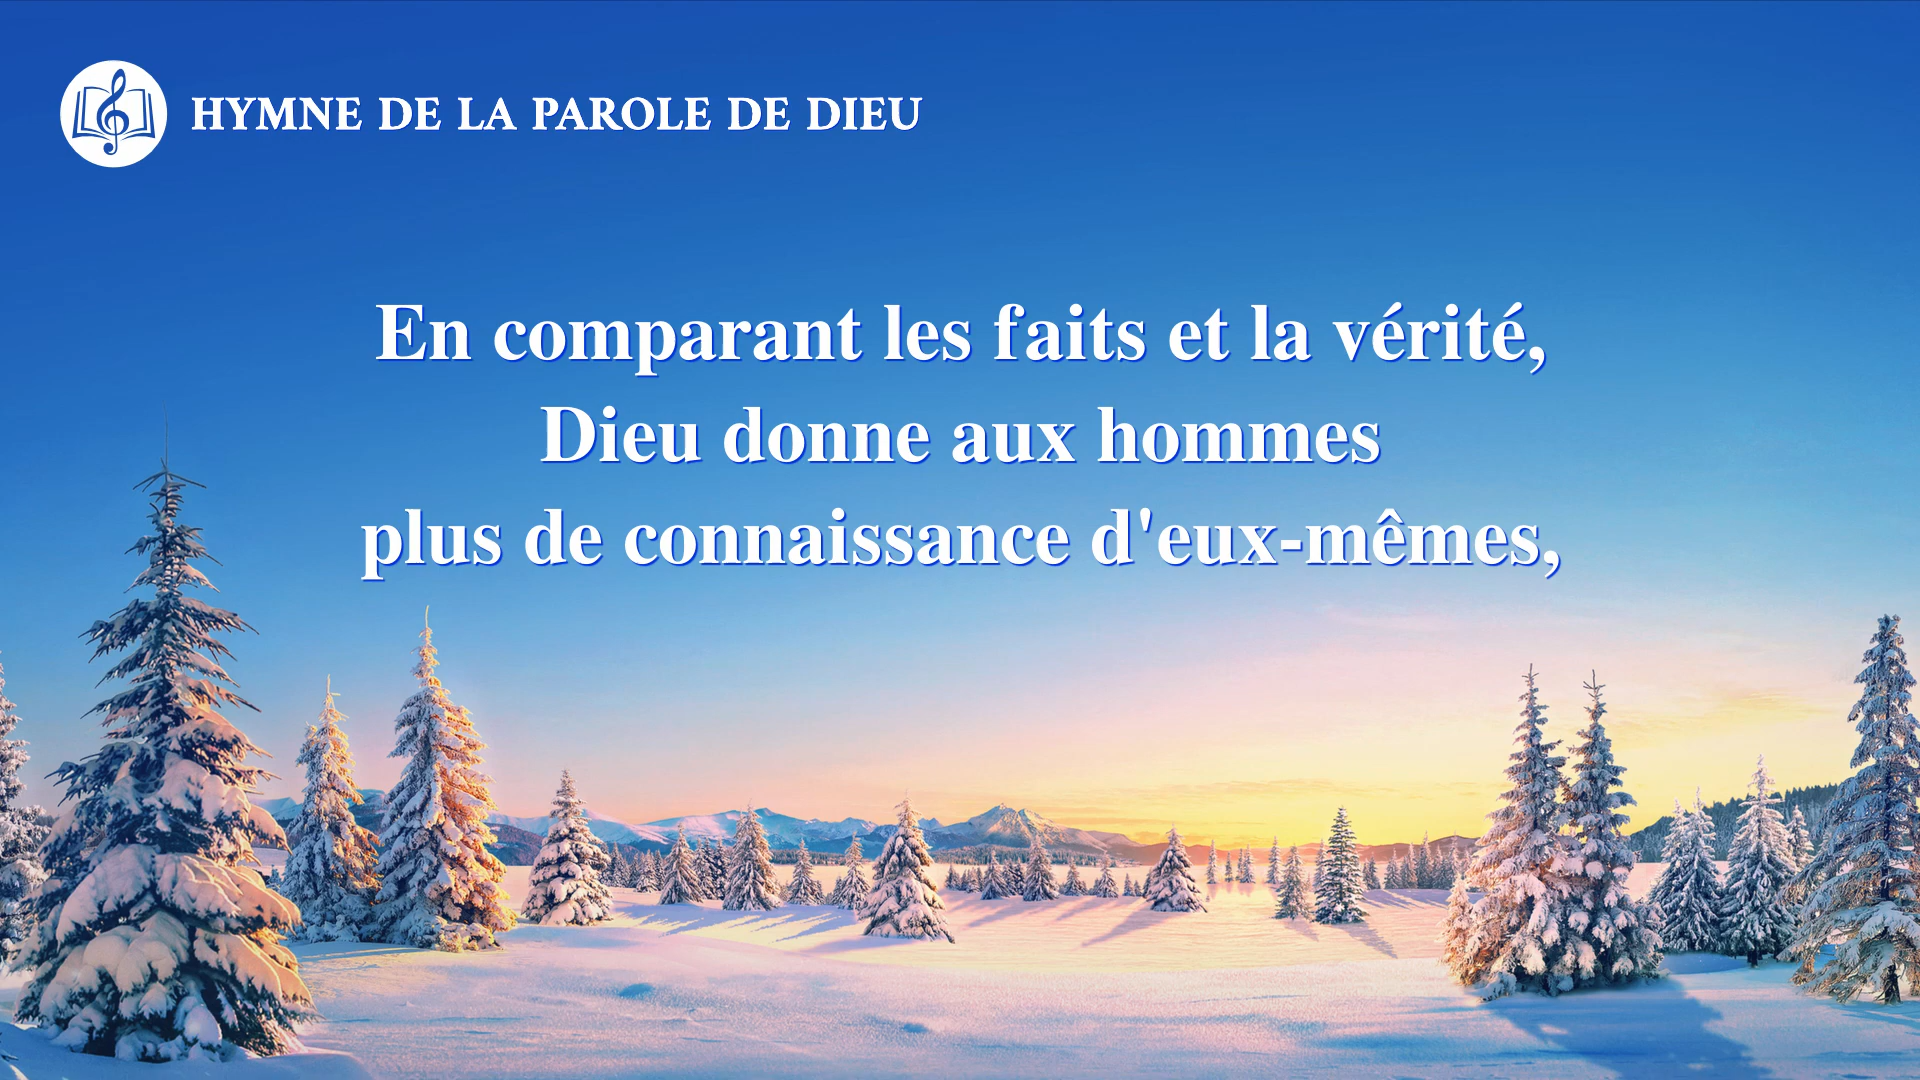 HYMNE DE LA PAROLE DE DIEU
En comparant les faits et la vérité,
Dieu donne aux hommes
plus de connaissance d'eux-mêmes,